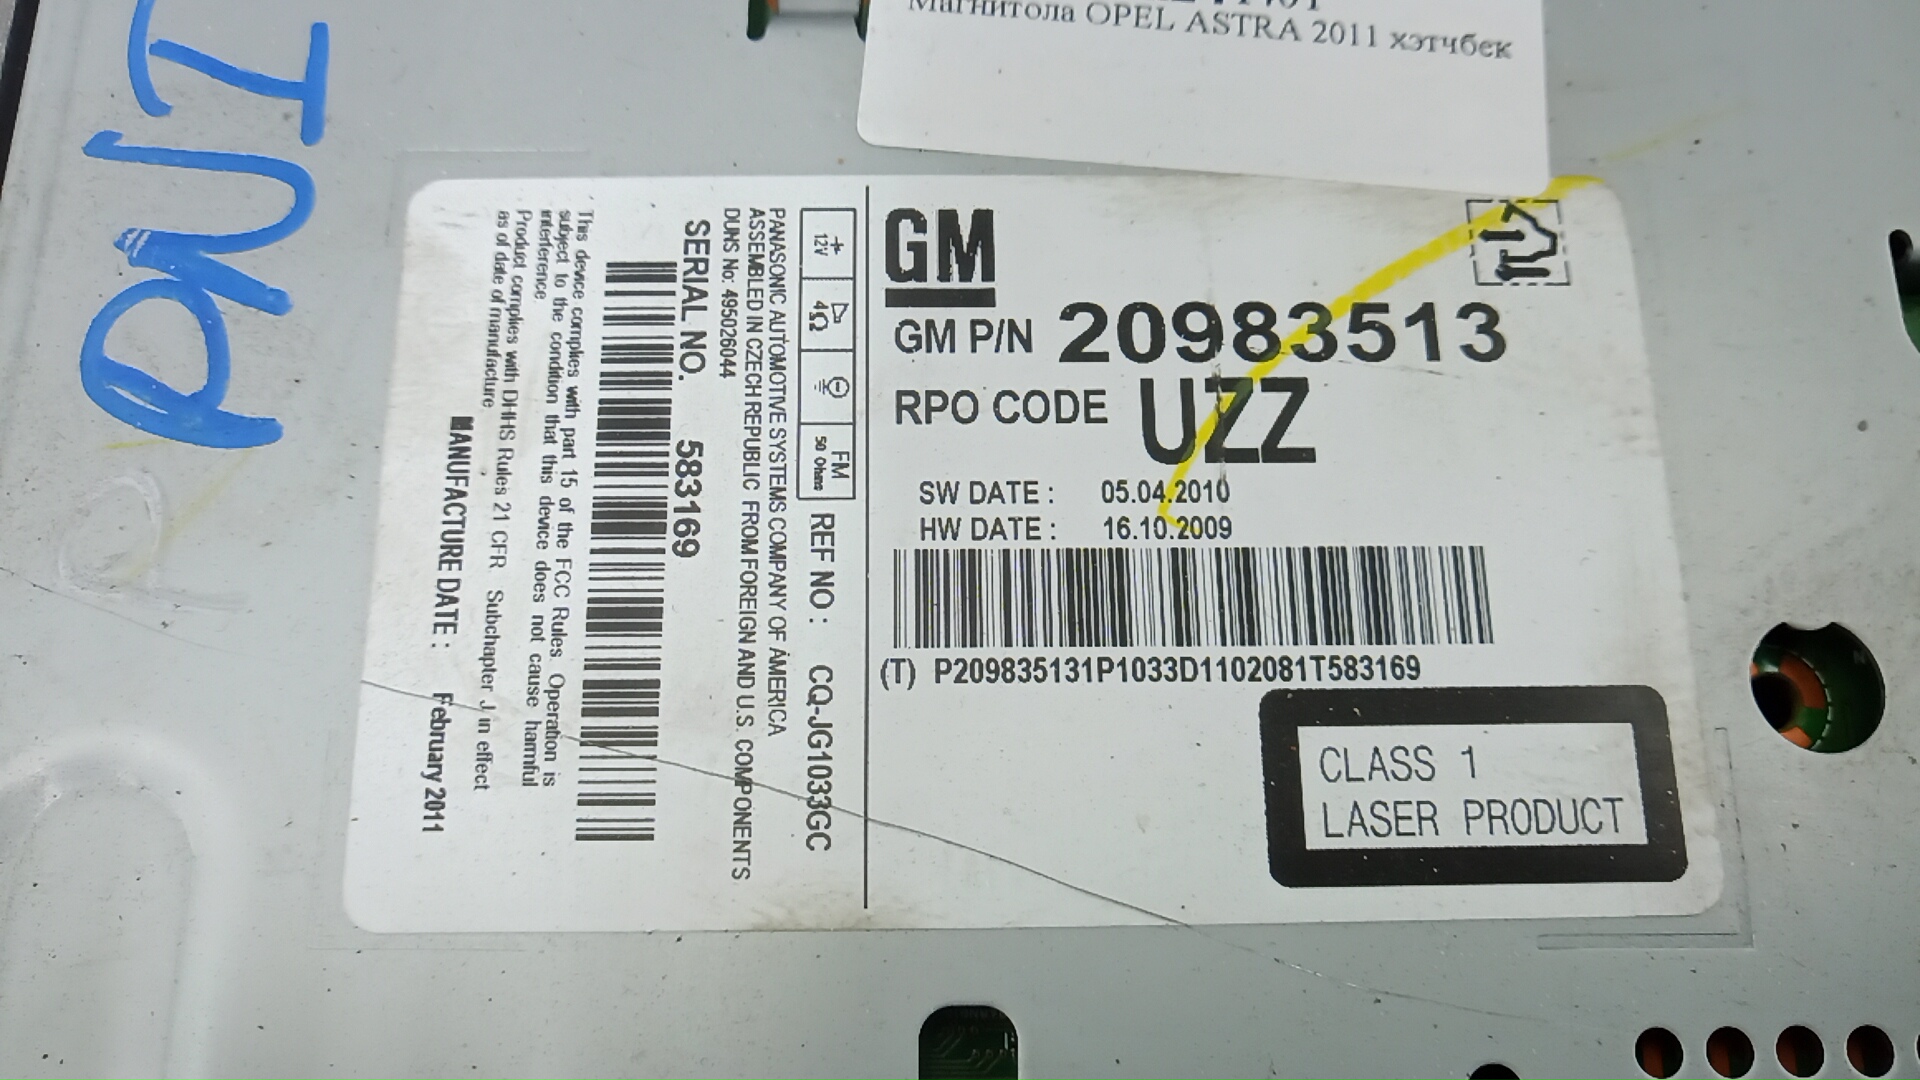 Магнитола OPEL ASTRA 2011 хэтчбек
GM
GM P/N 20983513
RPO CODE UZZ
SW DATE : 05.04.2010
HW DATE : 16.10.2009
(T) P209835131P1033D1102081T583169
CLASS 1
LASER PRODUCT
12V
4Ω
FM
50 Ohms
REF NO : CQ-JG1033GC
PANASONIC AUTOMOTIVE SYSTEMS COMPANY OF AMERICA
ASSEMBLED IN CZECH REPUBLIC FROM FOREIGN AND U.S. COMPONENTS
DUNS No: 495026044
SERIAL NO. 583169
This device complies with part 15 of the FCC Rules. Operation is
subject to the condition that this device does not cause harmful
interference
Product complies with DHHS Rules 21 CFR Subchapter J in effect
as of date of manufacture
MANUFACTURE DATE : February 2011